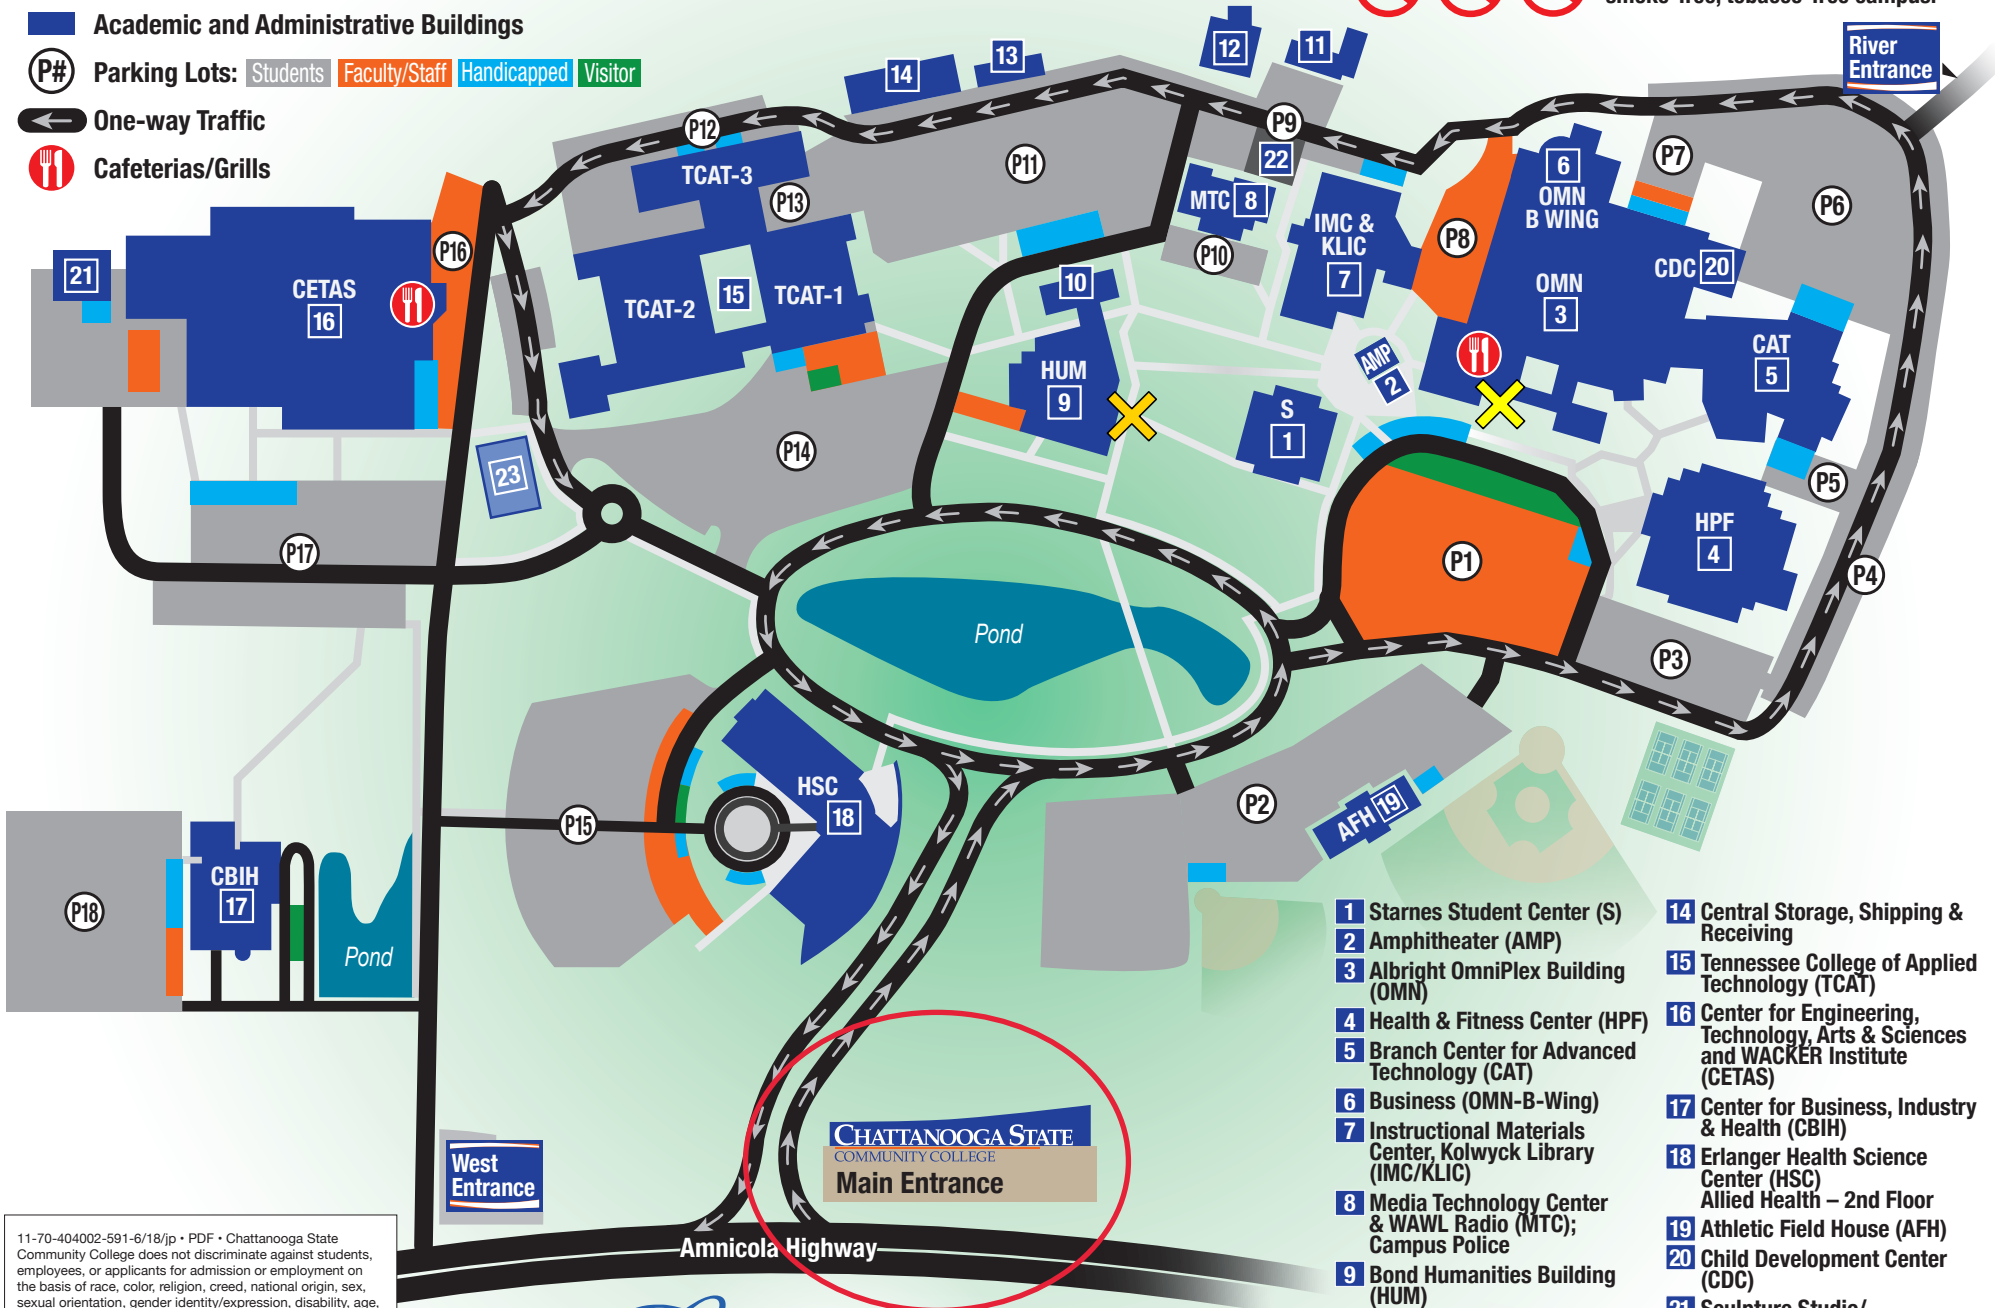 smoke-free, tobacco-free campus.
Academic and Administrative Buildings
P#
Parking Lots: Students Faculty/Staff Handicapped Visitor
One-way Traffic
Cafeterias/Grills
River
Entrance
12
11
13
14
P12
P9
22
P11
TCAT-3
P13
MTC 8
P10
IMC &
KLIC
7
6
OMN
B WING
P7
P6
P8
CDC 20
OMN
3
21
CETAS
16
P16
TCAT-2
15
TCAT-1
10
HUM
9
AMP
2
S
1
CAT
5
P14
23
P5
P17
HPF
4
P1
P4
Pond
P3
HSC
18
P15
P2
AFH 19
CBIH
17
P18
Pond
West
Entrance
CHATTANOOGA STATE
COMMUNITY COLLEGE
Main Entrance
Amnicola Highway
1 Starnes Student Center (S)
2 Amphitheater (AMP)
3 Albright OmniPlex Building
(OMN)
4 Health & Fitness Center (HPF)
5 Branch Center for Advanced
Technology (CAT)
6 Business (OMN-B-Wing)
7 Instructional Materials
Center, Kolwyck Library
(IMC/KLIC)
8 Media Technology Center
& WAWL Radio (MTC);
Campus Police
9 Bond Humanities Building
(HUM)
14 Central Storage, Shipping &
Receiving
15 Tennessee College of Applied
Technology (TCAT)
16 Center for Engineering,
Technology, Arts & Sciences
and WACKER Institute
(CETAS)
17 Center for Business, Industry
& Health (CBIH)
18 Erlanger Health Science
Center (HSC)
Allied Health – 2nd Floor
19 Athletic Field House (AFH)
20 Child Development Center
(CDC)
21 Sculpture Studio/
11-70-404002-591-6/18/jp • PDF • Chattanooga State
Community College does not discriminate against students,
employees, or applicants for admission or employment on
the basis of race, color, religion, creed, national origin, sex,
sexual orientation, gender identity/expression, disability, age,